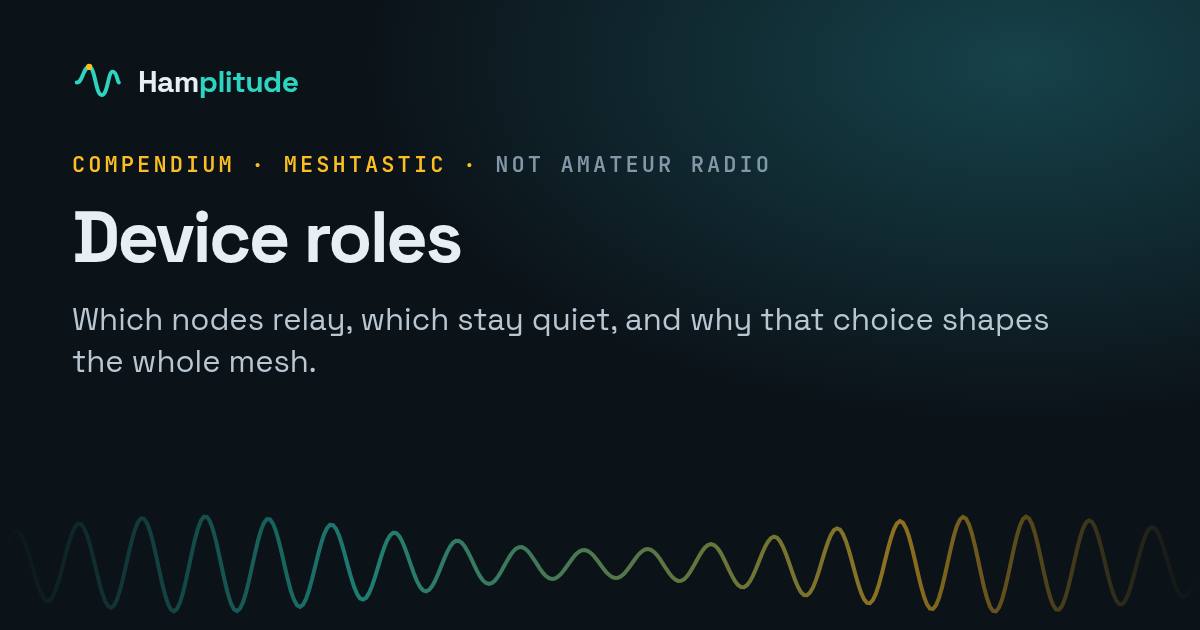 Hamplitude
COMPENDIUM · MESHTASTIC · NOT AMATEUR RADIO
Device roles
Which nodes relay, which stay quiet, and why that choice shapes
the whole mesh.